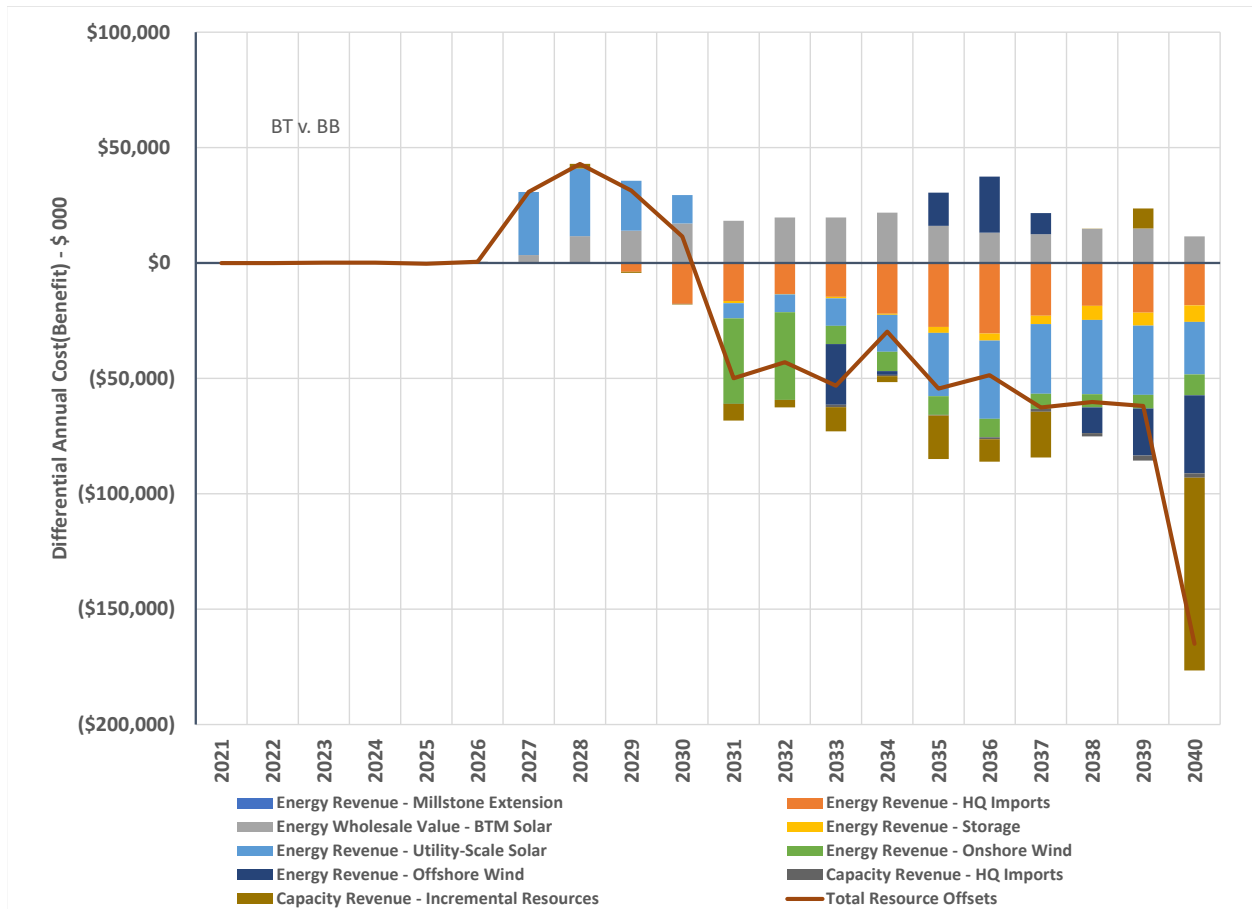 $100,000
$50,000
$0
($50,000)
($100,000)
($150,000)
($200,000)
Differential Annual Cost(Benefit) - $ 000
BT v. BB
2021
2022
2023
2024
2025
2026
2027
2028
2029
2030
2031
2032
2033
2034
2035
2036
2037
2038
2039
2040
Energy Revenue - Millstone Extension
Energy Revenue - HQ Imports
Energy Wholesale Value - BTM Solar
Energy Revenue - Storage
Energy Revenue - Utility-Scale Solar
Energy Revenue - Onshore Wind
Energy Revenue - Offshore Wind
Capacity Revenue - HQ Imports
Capacity Revenue - Incremental Resources
Total Resource Offsets